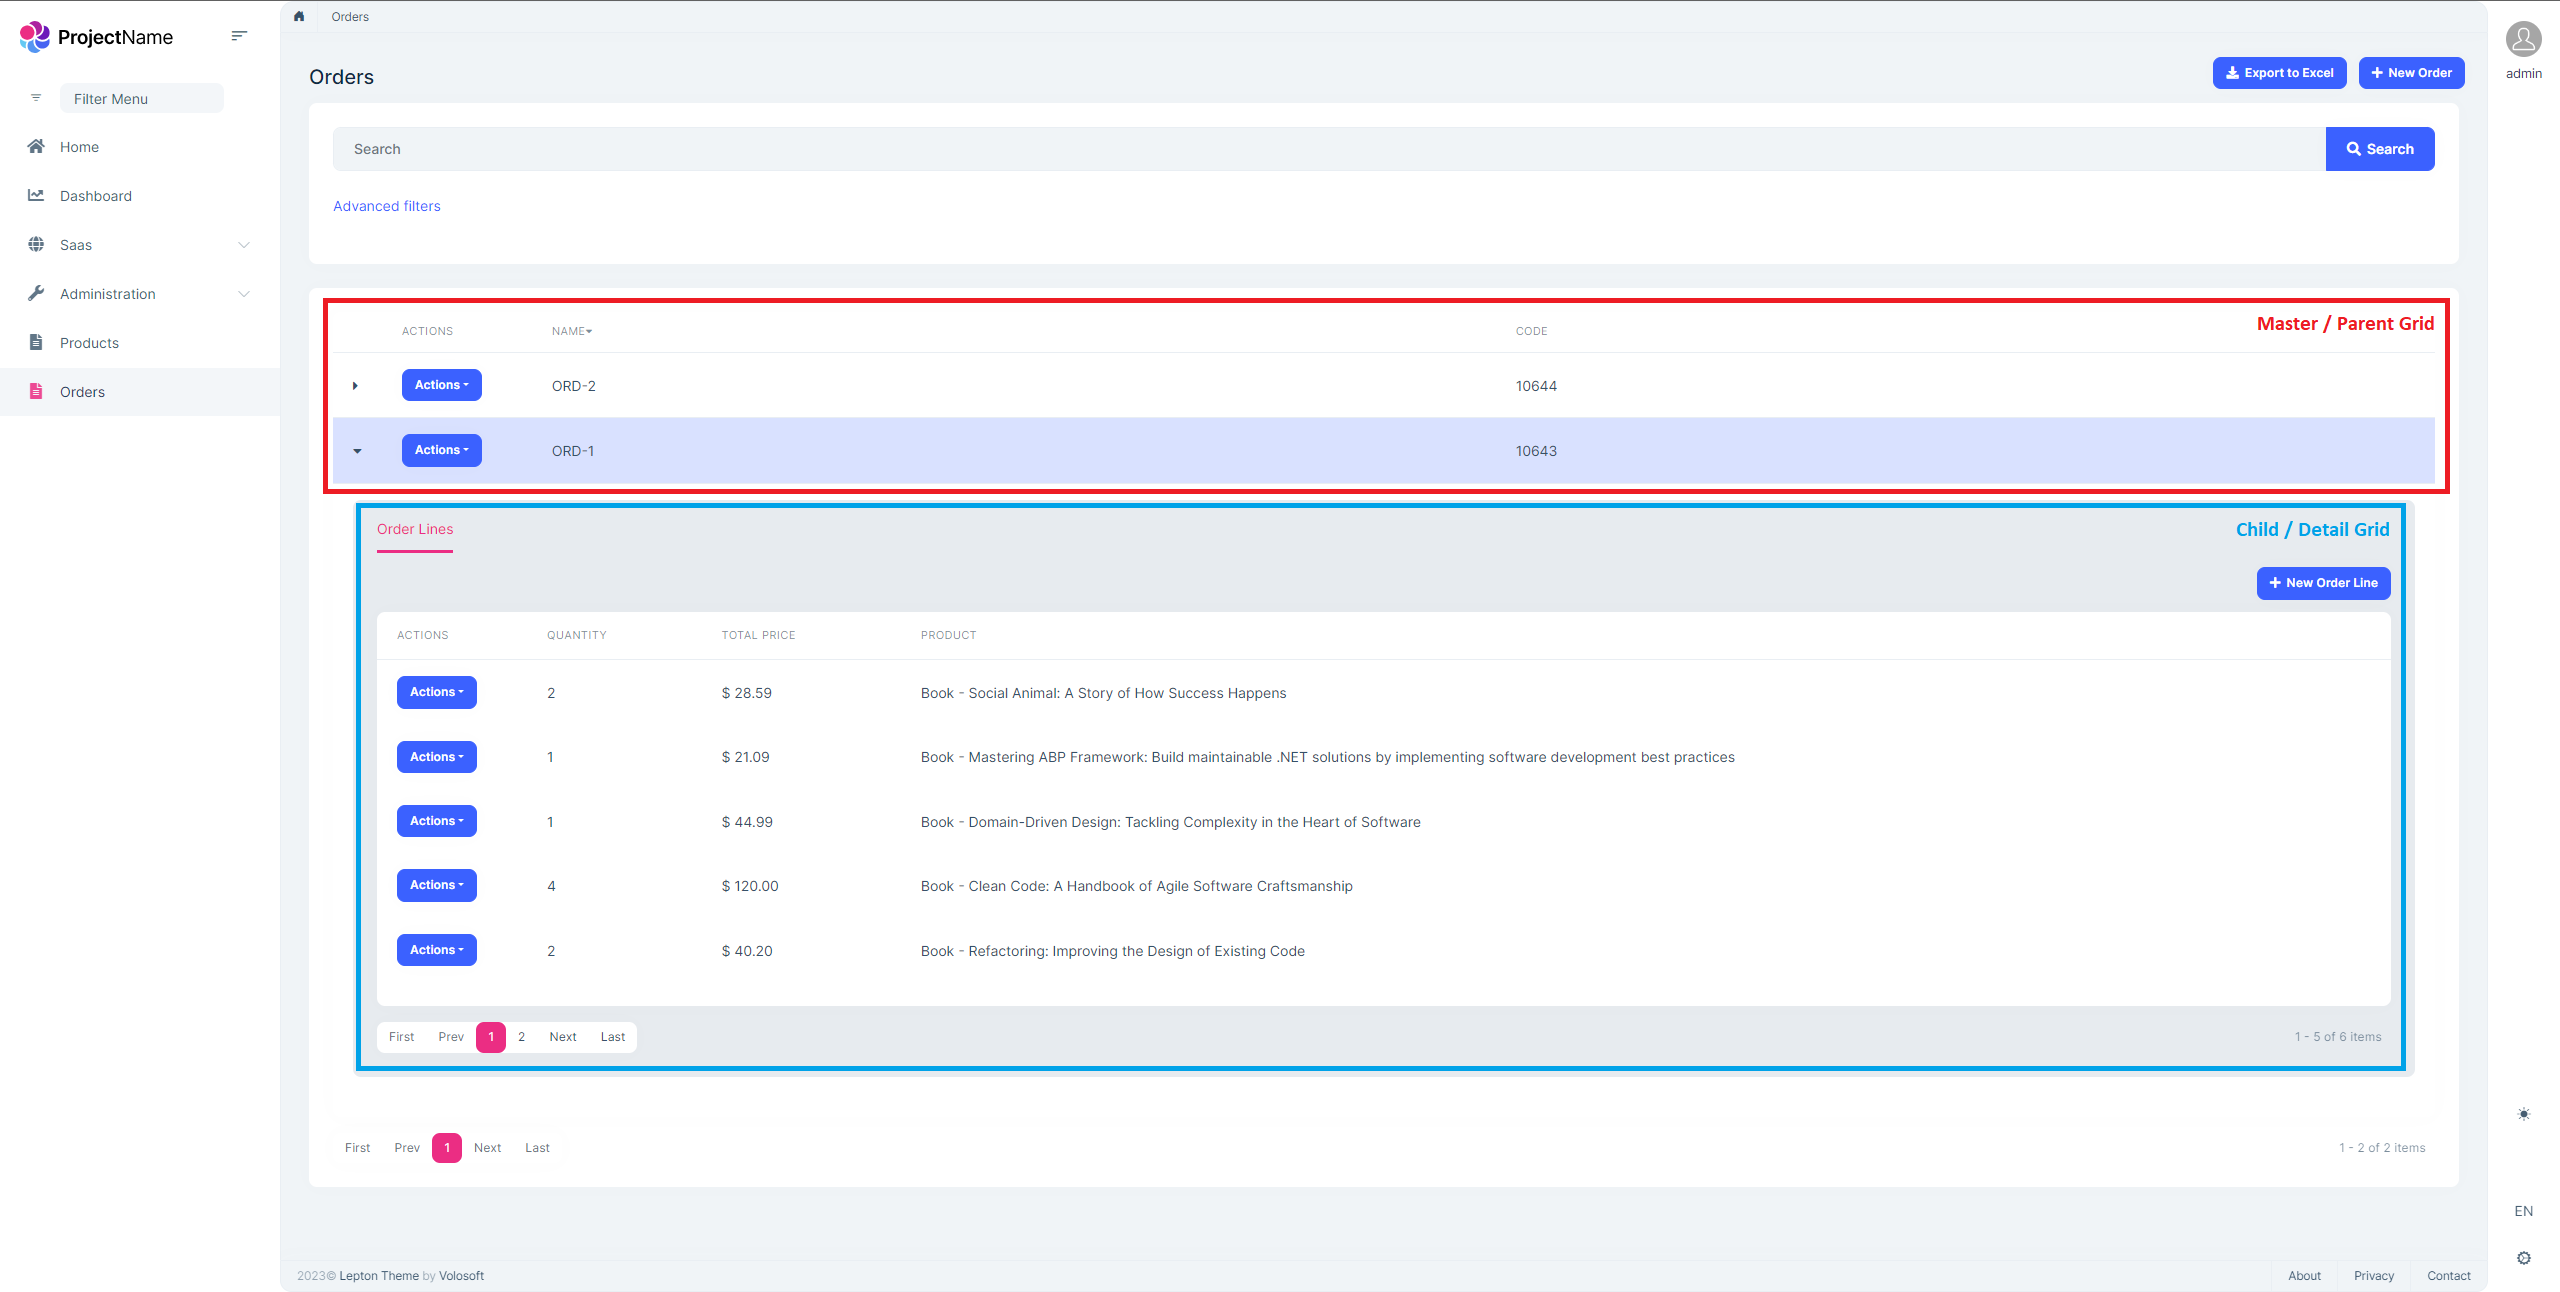 ProjectName
Filter Menu
Home
Dashboard
Saas
Administration
Products
Orders
Orders
Orders
Export to Excel
New Order
admin
Search
Search
Advanced filters
ACTIONS NAME CODE
Master / Parent Grid
Actions ORD-2 10644
Actions ORD-1 10643
Order Lines
Child / Detail Grid
New Order Line
ACTIONS QUANTITY TOTAL PRICE PRODUCT
Actions 2 $ 28.59 Book - Social Animal: A Story of How Success Happens
Actions 1 $ 21.09 Book - Mastering ABP Framework: Build maintainable .NET solutions by implementing software development best practices
Actions 1 $ 44.99 Book - Domain-Driven Design: Tackling Complexity in the Heart of Software
Actions 4 $ 120.00 Book - Clean Code: A Handbook of Agile Software Craftsmanship
Actions 2 $ 40.20 Book - Refactoring: Improving the Design of Existing Code
First Prev 1 2 Next Last 1 - 5 of 6 items
First Prev 1 Next Last 1 - 2 of 2 items
EN
2023© Lepton Theme by Volosoft
About Privacy Contact